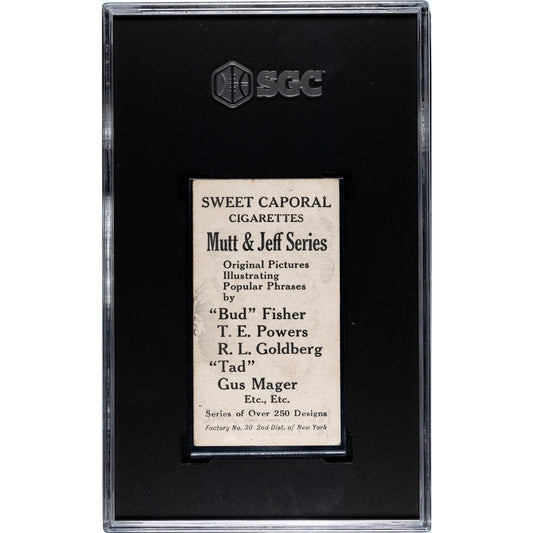 SGC
SWEET CAPORAL
CIGARETTES
Mutt & Jeff Series
Original Pictures
Illustrating
Popular Phrases
by
"Bud" Fisher
T. E. Powers
R. L. Goldberg
"Tad"
Gus Mager
Etc., Etc.
Series of Over 250 Designs
Factory No. 30 2nd Dist. of New York